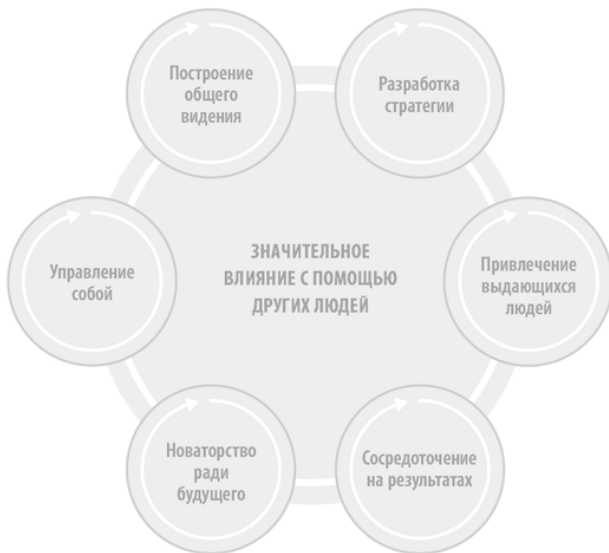 Построение
общего
видения
Разработка
стратегии
Управление
собой
ЗНАЧИТЕЛЬНОЕ
ВЛИЯНИЕ С ПОМОЩЬЮ
ДРУГИХ ЛЮДЕЙ
Привлечение
выдающихся
людей
Новаторство
ради
будущего
Сосредоточение
на результатах